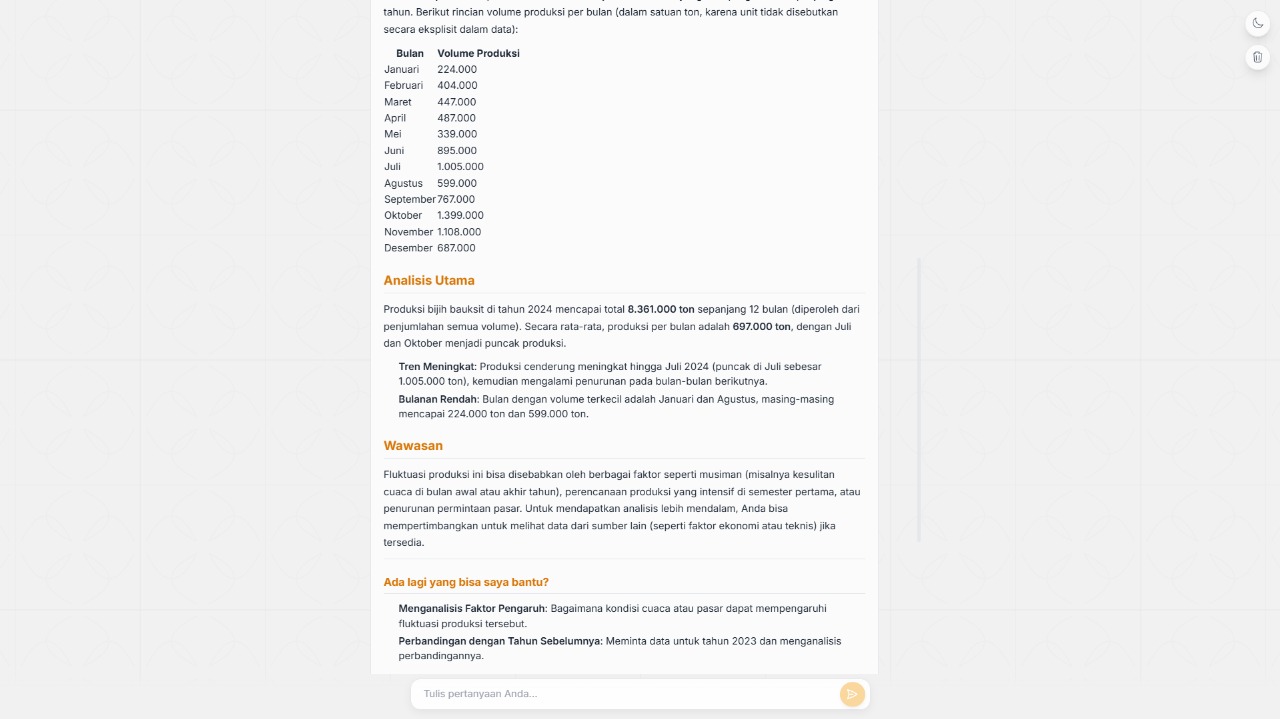 tahun. Berikut rincian volume produksi per bulan (dalam satuan ton, karena unit tidak disebutkan
secara eksplisit dalam data):
Bulan Volume Produksi
Januari 224.000
Februari 404.000
Maret 447.000
April 487.000
Mei 339.000
Juni 895.000
Juli 1.005.000
Agustus 599.000
September 767.000
Oktober 1.399.000
November 1.108.000
Desember 687.000
Analisis Utama
Produksi bijih bauksit di tahun 2024 mencapai total 8.361.000 ton sepanjang 12 bulan (diperoleh dari
penjumlahan semua volume). Secara rata-rata, produksi per bulan adalah 697.000 ton, dengan Juli
dan Oktober menjadi puncak produksi.
Tren Meningkat: Produksi cenderung meningkat hingga Juli 2024 (puncak di Juli sebesar
1.005.000 ton), kemudian mengalami penurunan pada bulan-bulan berikutnya.
Bulanan Rendah: Bulan dengan volume terkecil adalah Januari dan Agustus, masing-masing
mencapai 224.000 ton dan 599.000 ton.
Wawasan
Fluktuasi produksi ini bisa disebabkan oleh berbagai faktor seperti musiman (misalnya kesulitan
cuaca di bulan awal atau akhir tahun), perencanaan produksi yang intensif di semester pertama, atau
penurunan permintaan pasar. Untuk mendapatkan analisis lebih mendalam, Anda bisa
mempertimbangkan untuk melihat data dari sumber lain (seperti faktor ekonomi atau teknis) jika
tersedia.
Ada lagi yang bisa saya bantu?
Menganalisis Faktor Pengaruh: Bagaimana kondisi cuaca atau pasar dapat mempengaruhi
fluktuasi produksi tersebut.
Perbandingan dengan Tahun Sebelumnya: Meminta data untuk tahun 2023 dan menganalisis
perbandingannya.
Tulis pertanyaan Anda...